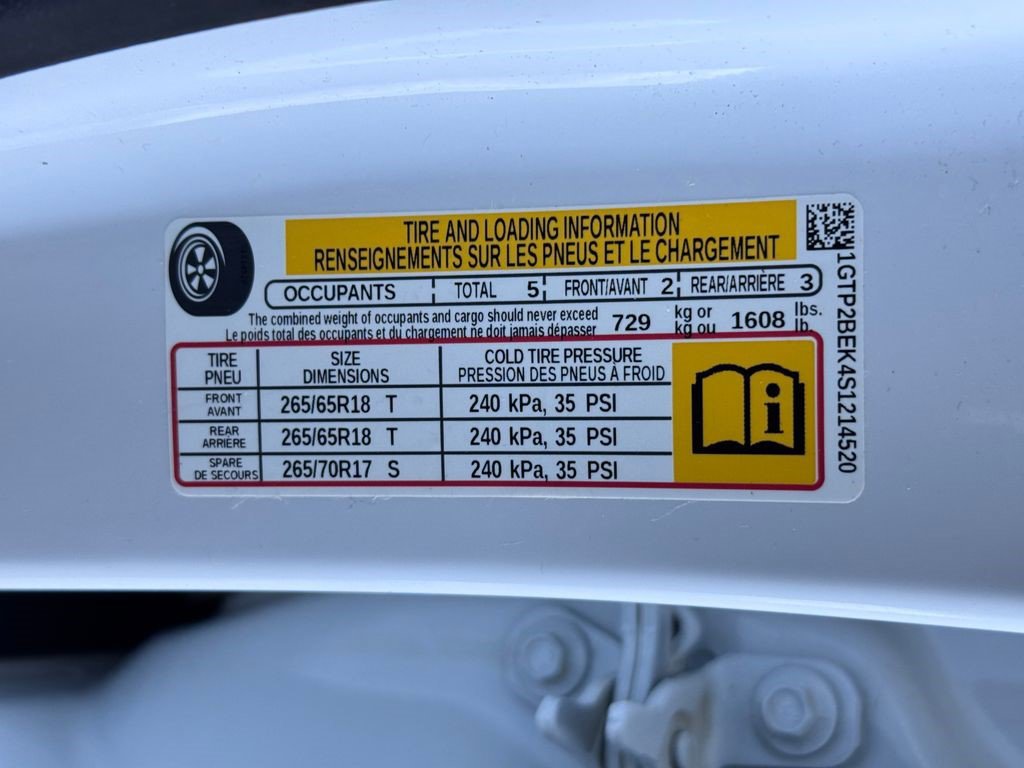 TIRE AND LOADING INFORMATION
RENSEIGNEMENTS SUR LES PNEUS ET LE CHARGEMENT
OCCUPANTS TOTAL 5 FRONT/AVANT 2 REAR/ARRIÈRE 3
The combined weight of occupants and cargo should never exceed
Le poids total des occupants et du chargement ne doit jamais dépasser
729 kg or 1608 lbs.
kg ou lb.
TIRE SIZE COLD TIRE PRESSURE
PNEU DIMENSIONS PRESSION DES PNEUS À FROID
FRONT
AVANT 265/65R18 T 240 kPa, 35 PSI
REAR
ARRIÈRE 265/65R18 T 240 kPa, 35 PSI
SPARE
DE SECOURS 265/70R17 S 240 kPa, 35 PSI
i
1GTP2BEK4S1214520